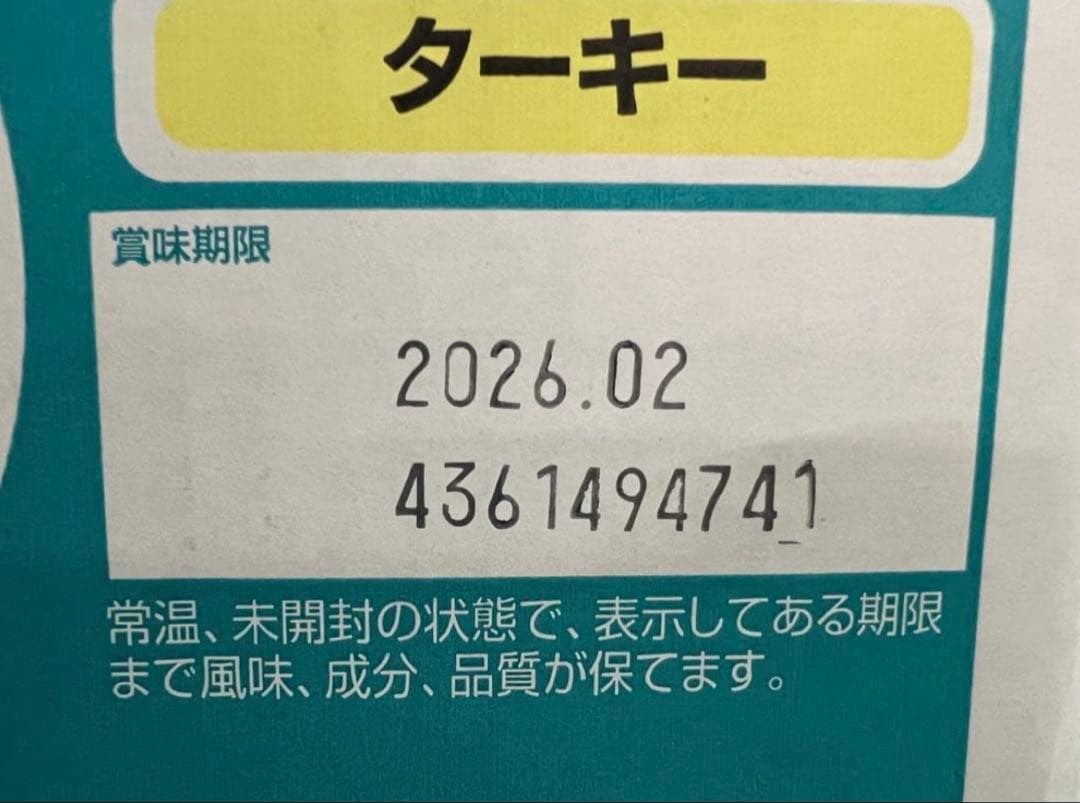 ターキー
賞味期限
2026.02
4361494741
常温、未開封の状態で、表示してある期限
まで風味、成分、品質が保てます。